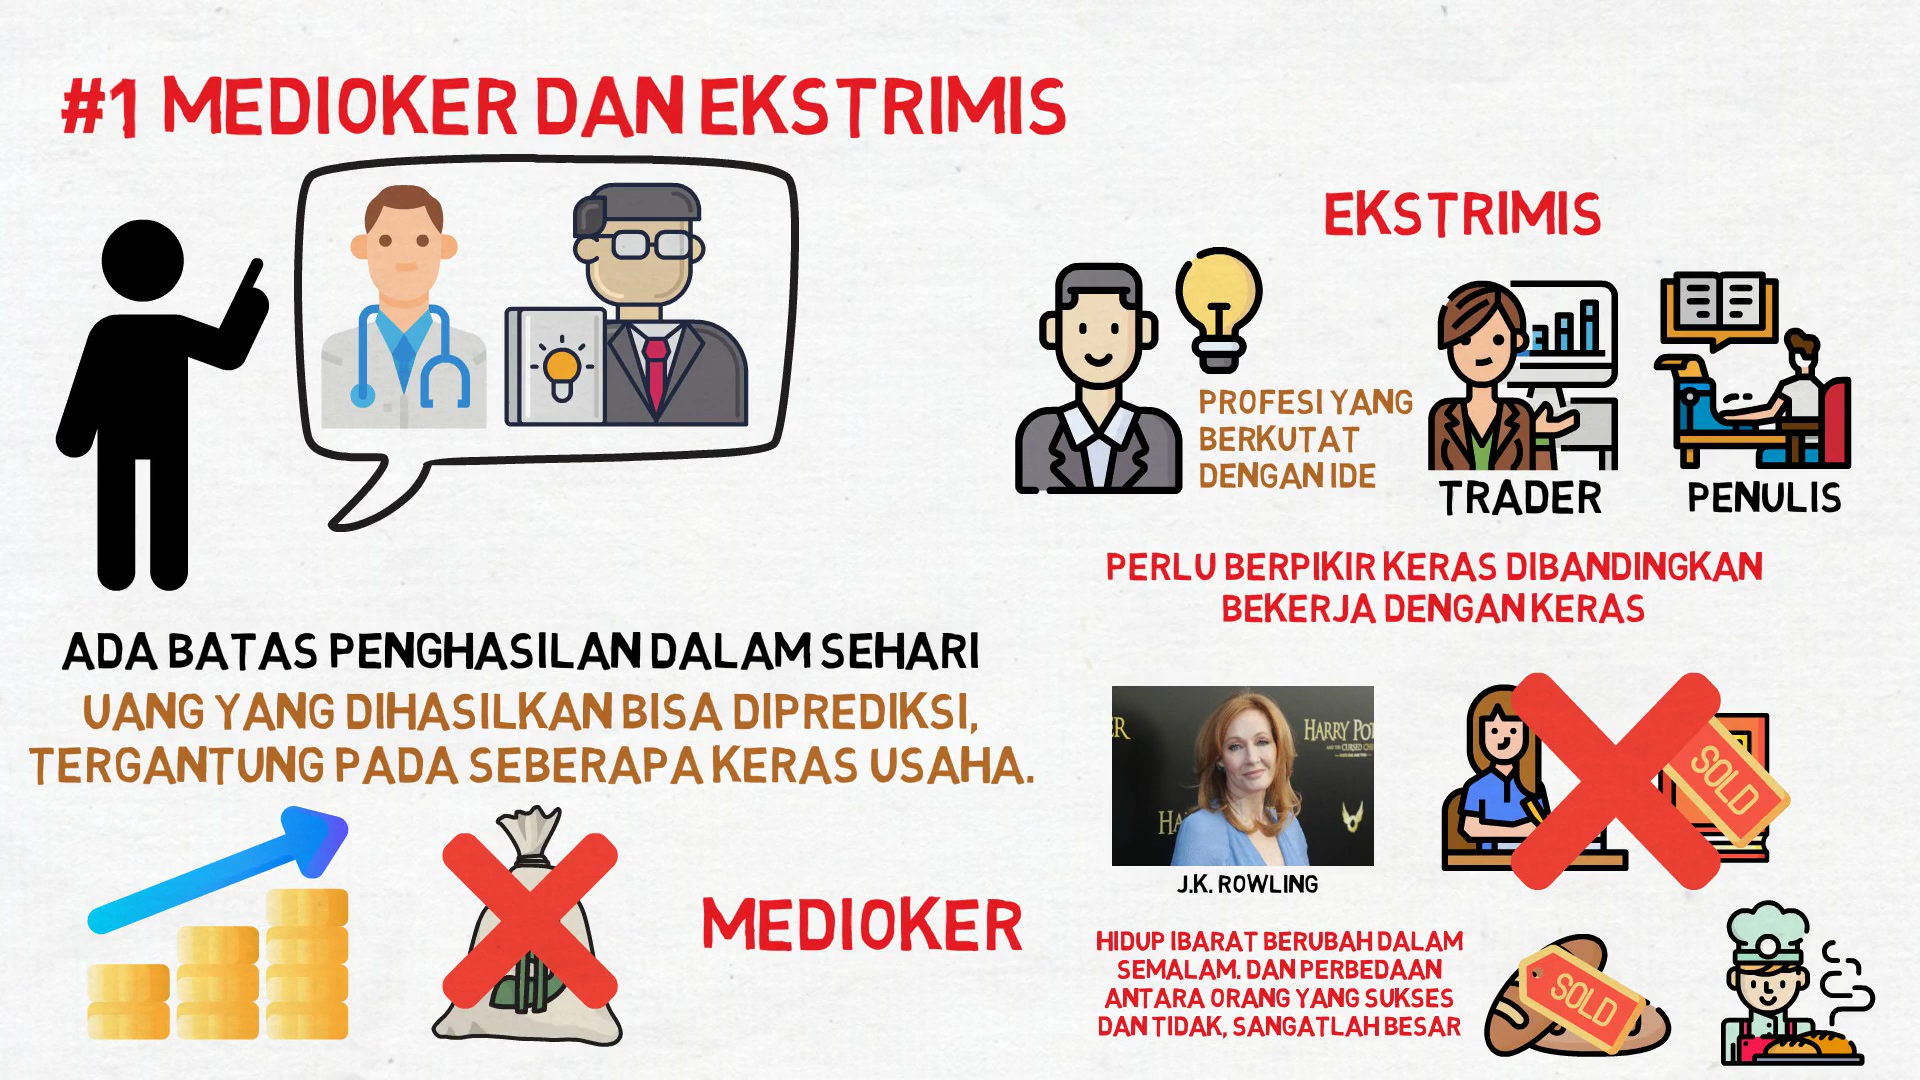 #1 MEDIOKER DAN EKSTRIMIS
ADA BATAS PENGHASILAN DALAM SEHARI
UANG YANG DIHASILKAN BISA DIPREDIKSI,
TERGANTUNG PADA SEBERAPA KERAS USAHA.
MEDIOKER
EKSTRIMIS
PROFESI YANG
BERKUTAT
DENGAN IDE
TRADER
PENULIS
PERLU BERPIKIR KERAS DIBANDINGKAN
BEKERJA DENGAN KERAS
HARRY PO
J.K. ROWLING
SOLD
HIDUP IBARAT BERUBAH DALAM
SEMALAM. DAN PERBEDAAN
ANTARA ORANG YANG SUKSES
DAN TIDAK, SANGATLAH BESAR
SOLD